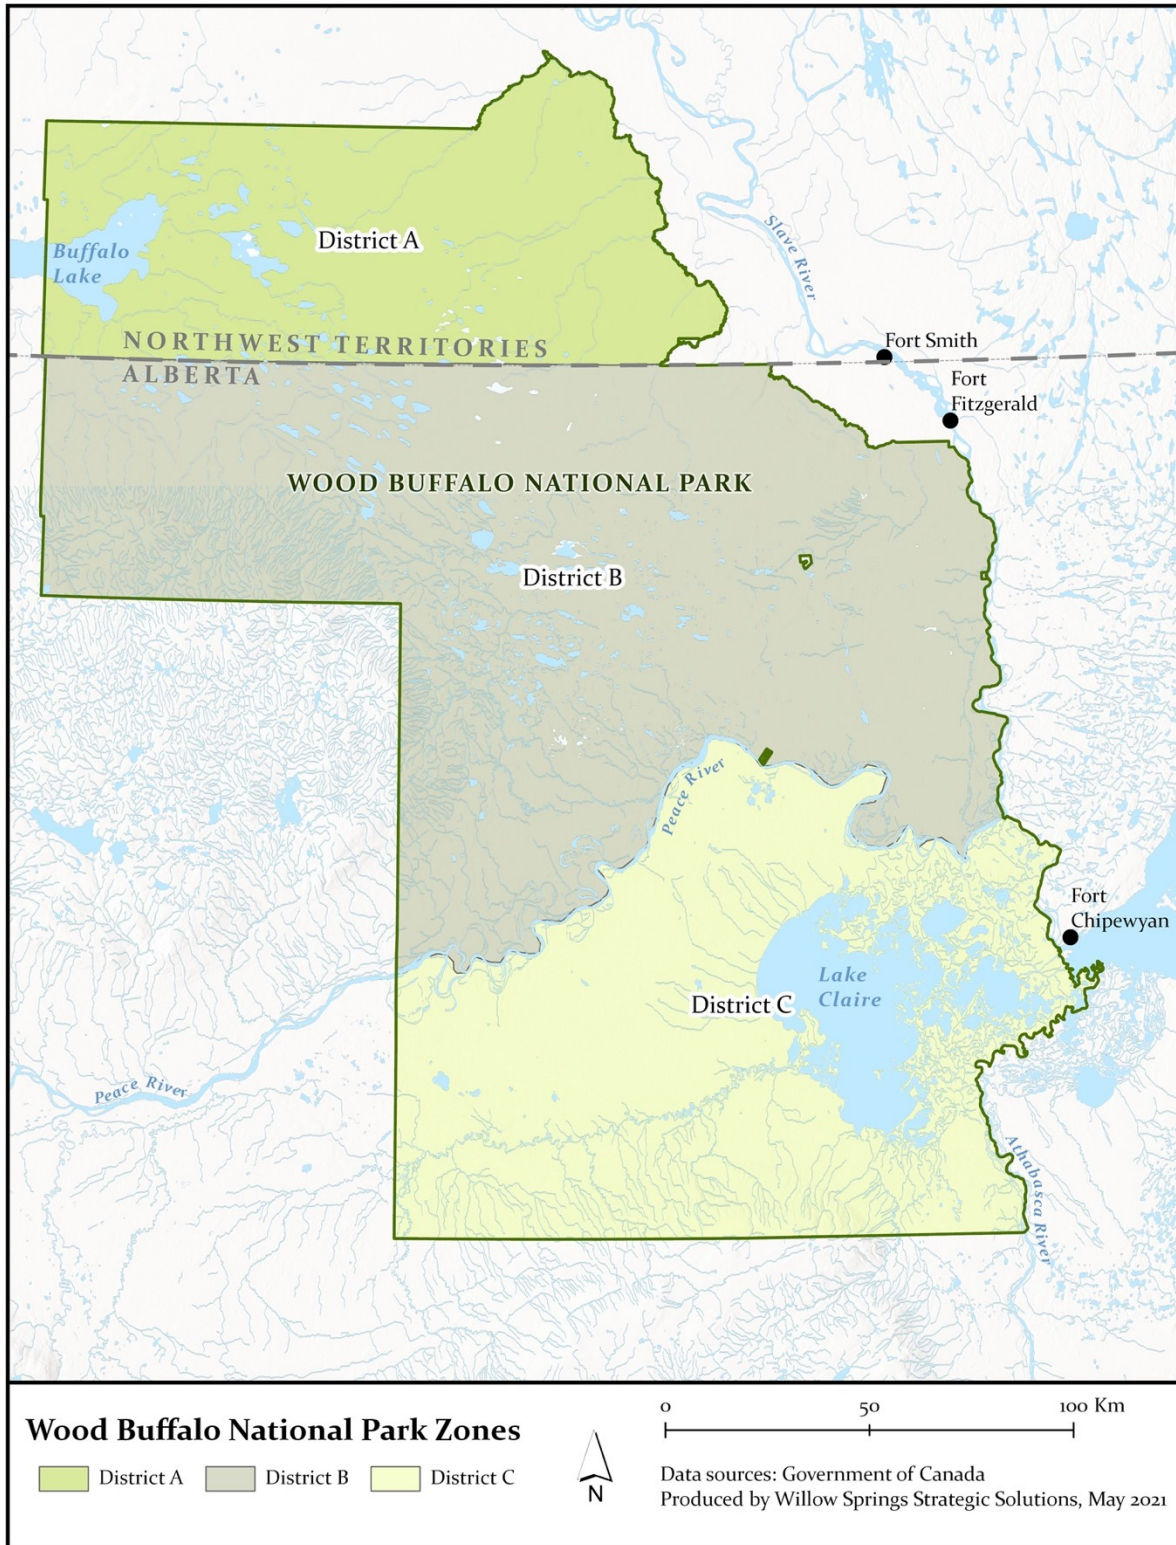 District A
Slave River
Buffalo
Lake
NORTHWEST TERRITORIES
Fort Smith
ALBERTA
Fort
Fitzgerald
WOOD BUFFALO NATIONAL PARK
District B
Peace River
Fort
Chipewyan
Lake
Claire
District C
Peace River
Athabasca River
Wood Buffalo National Park Zones
District A
District B
District C
N
0 50 100 Km
Data sources: Government of Canada
Produced by Willow Springs Strategic Solutions, May 2021